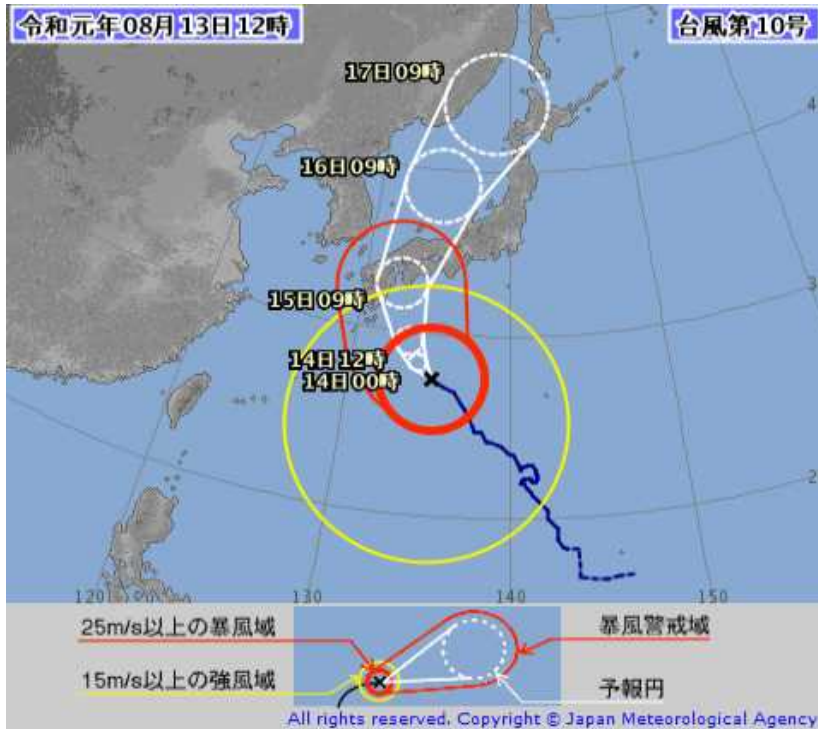 令和元年08月13日12時
台風第10号
17日09時
16日09時
15日09時
14日12時
14日00時
4
3
2
120
130
140
150
25m/s以上の暴風域
暴風警戒域
15m/s以上の強風域
予報円
All rights reserved. Copyright © Japan Meteorological Agency